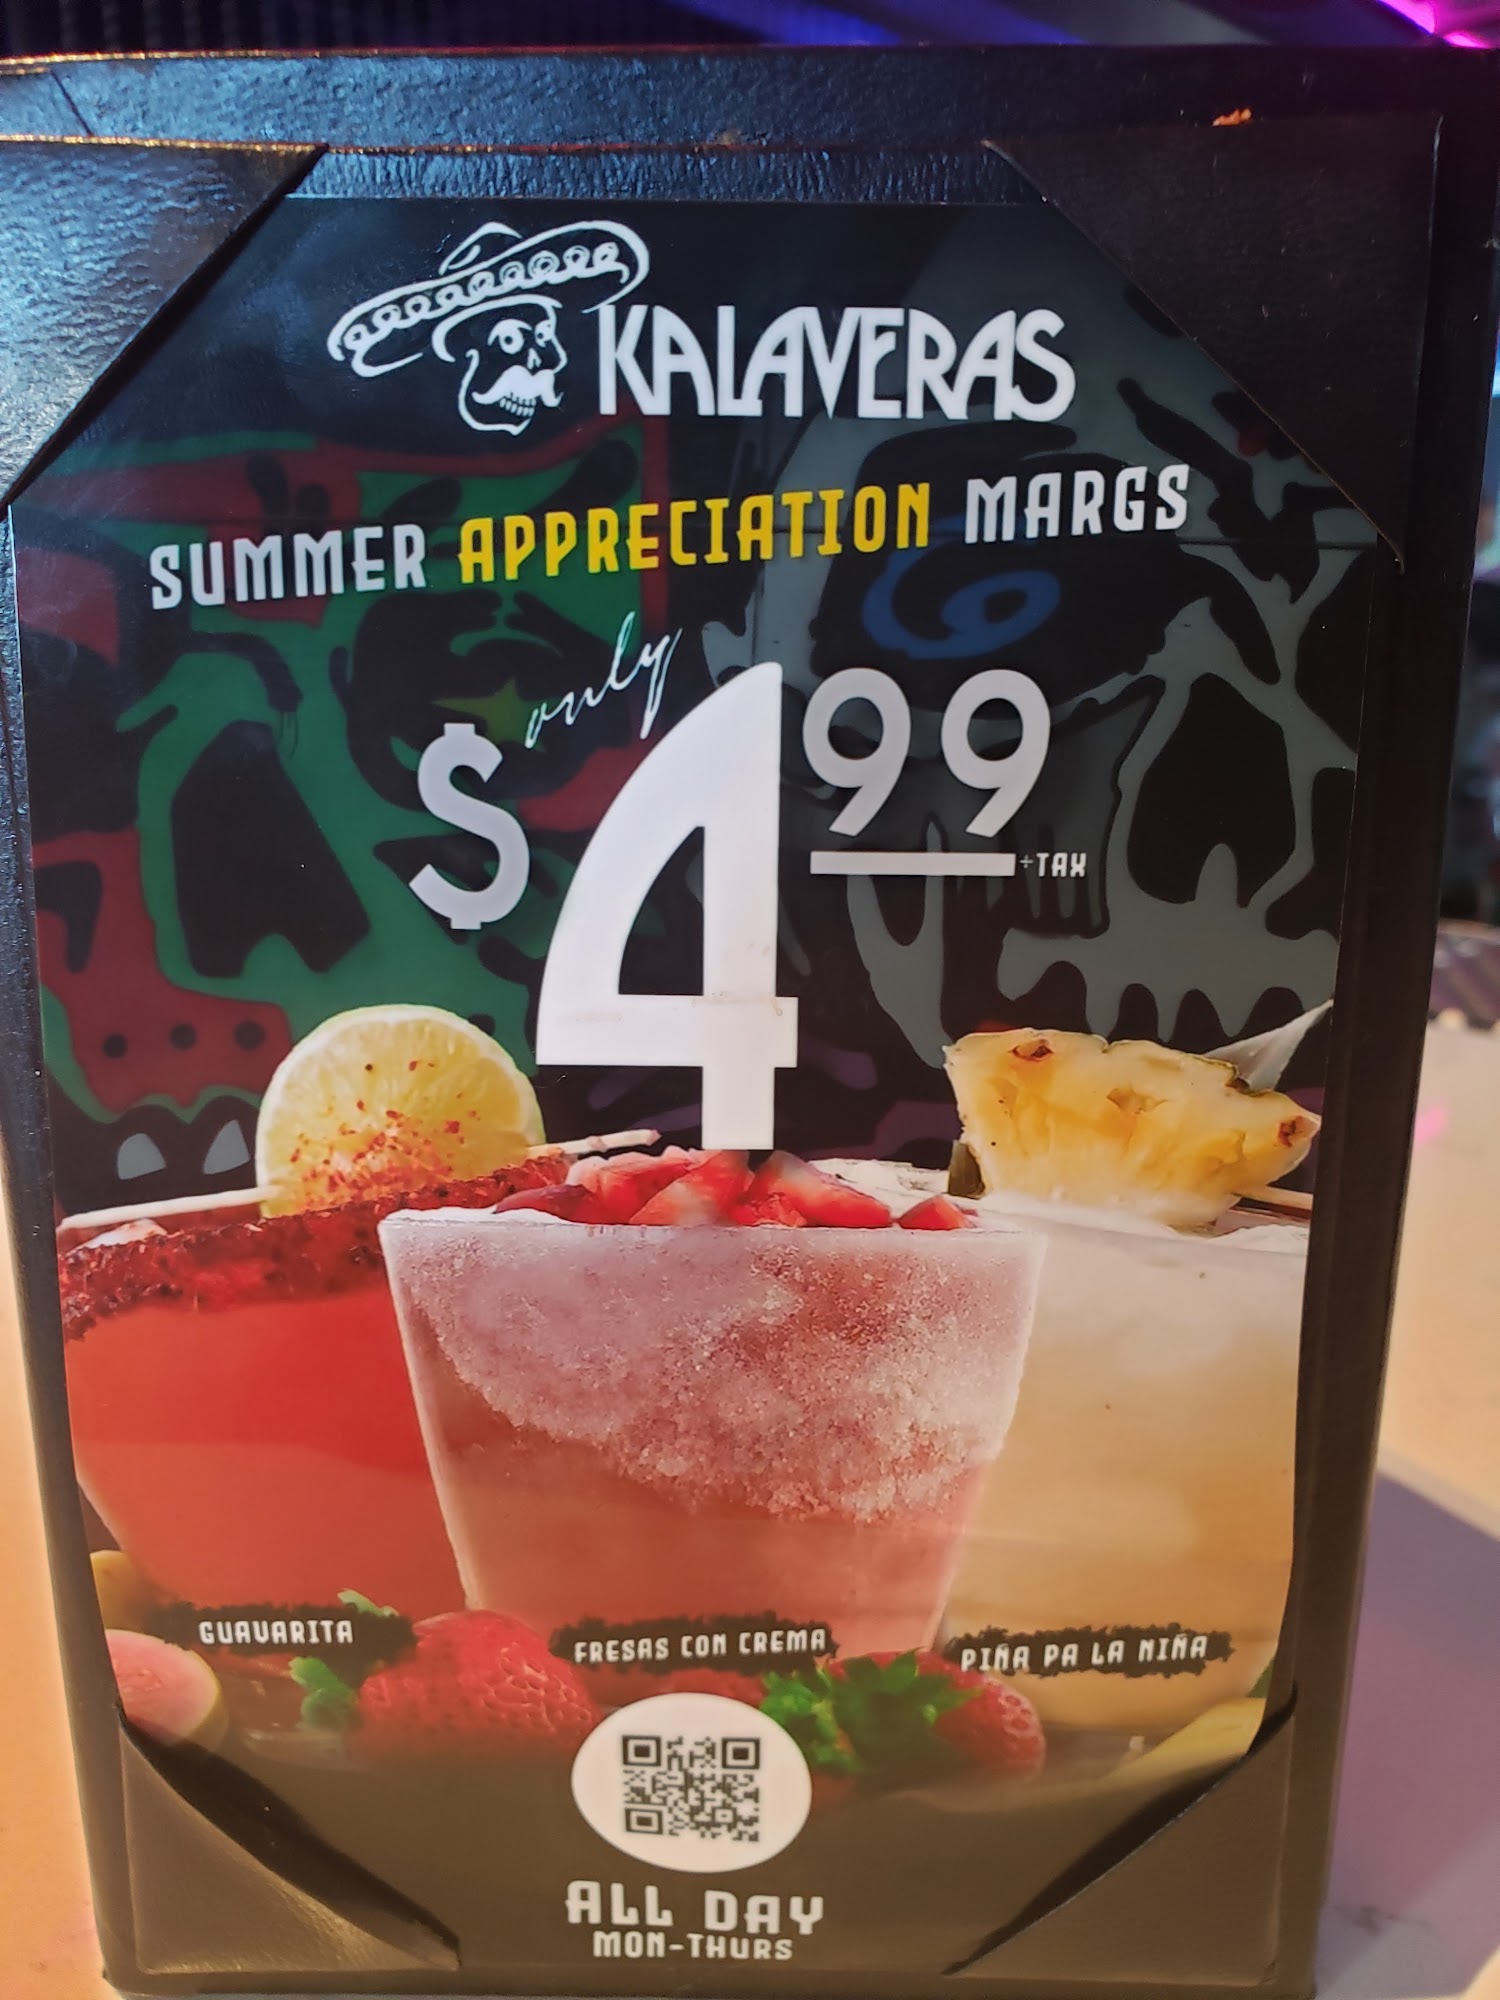 KALAVERAS
SUMMER APPRECIATION MARGS
only
$4.99 +TAX
GUAVARITA
FRESAS CON CREMA
PIÑA PA LA NIÑA
ALL DAY
MON-THURS